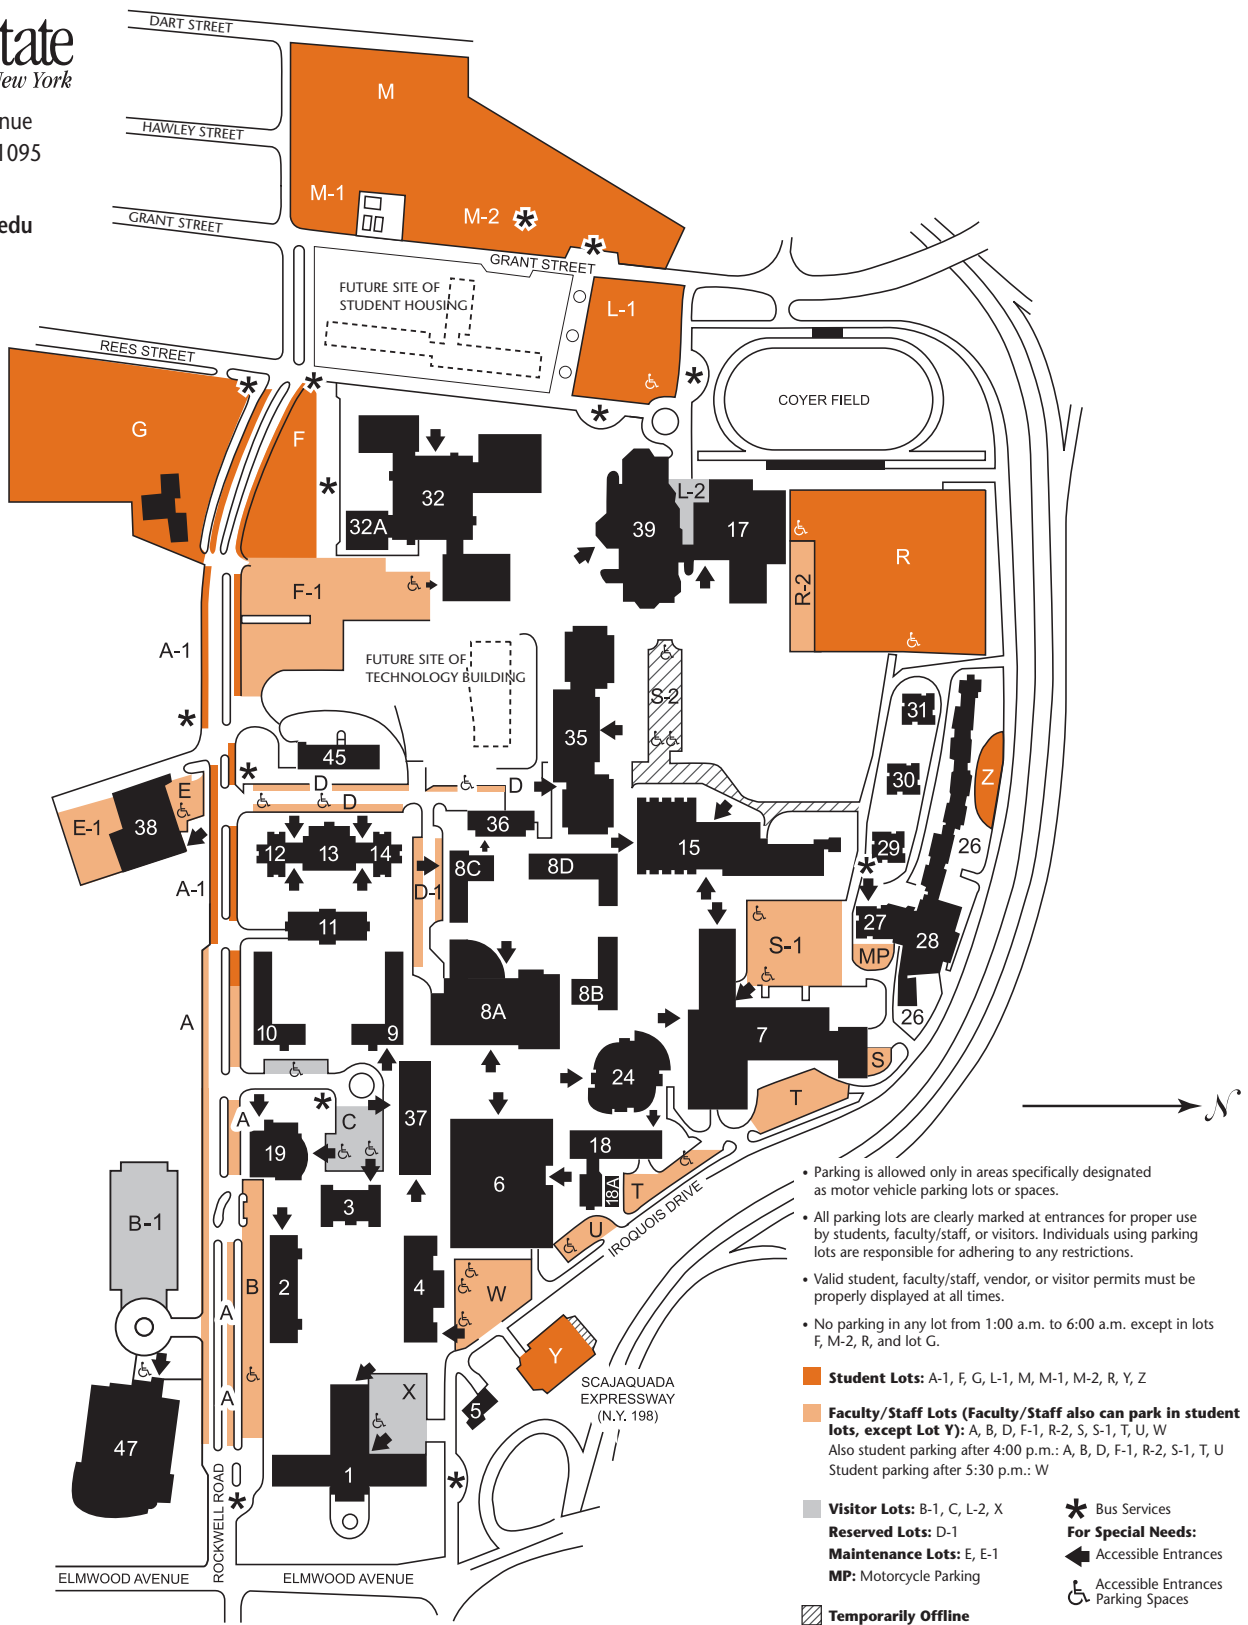 tate
New York
nue
1095
edu
DART STREET
HAWLEY STREET
GRANT STREET
REES STREET
M
M-1
M-2
GRANT STREET
FUTURE SITE OF
STUDENT HOUSING
L-1
COYER FIELD
G
F
32
32A
39
L-2
17
R
R-2
F-1
A-1
FUTURE SITE OF
TECHNOLOGY BUILDING
S-2
35
31
30
Z
45
D
D
D
E
E-1
38
36
12
13
14
8C
8D
15
29
26
A-1
D-1
11
S-1
27
28
MP
8A
8B
10
9
A
7
26
24
S
T
C
37
A
19
18
18A
T
6
3
U
IROQUOIS DRIVE
B-1
B
2
4
W
A
A
Y
SCAJAQUADA
EXPRESSWAY
(N.Y. 198)
X
5
47
1
ROCKWELL ROAD
ELMWOOD AVENUE
ELMWOOD AVENUE
N
• Parking is allowed only in areas specifically designated
as motor vehicle parking lots or spaces.
• All parking lots are clearly marked at entrances for proper use
by students, faculty/staff, or visitors. Individuals using parking
lots are responsible for adhering to any restrictions.
• Valid student, faculty/staff, vendor, or visitor permits must be
properly displayed at all times.
• No parking in any lot from 1:00 a.m. to 6:00 a.m. except in lots
F, M-2, R, and lot G.
Student Lots: A-1, F, G, L-1, M, M-1, M-2, R, Y, Z
Faculty/Staff Lots (Faculty/Staff also can park in student
lots, except Lot Y): A, B, D, F-1, R-2, S, S-1, T, U, W
Also student parking after 4:00 p.m.: A, B, D, F-1, R-2, S-1, T, U
Student parking after 5:30 p.m.: W
Visitor Lots: B-1, C, L-2, X
Reserved Lots: D-1
Maintenance Lots: E, E-1
MP: Motorcycle Parking
Temporarily Offline
Bus Services
For Special Needs:
Accessible Entrances
Accessible Entrances
Parking Spaces